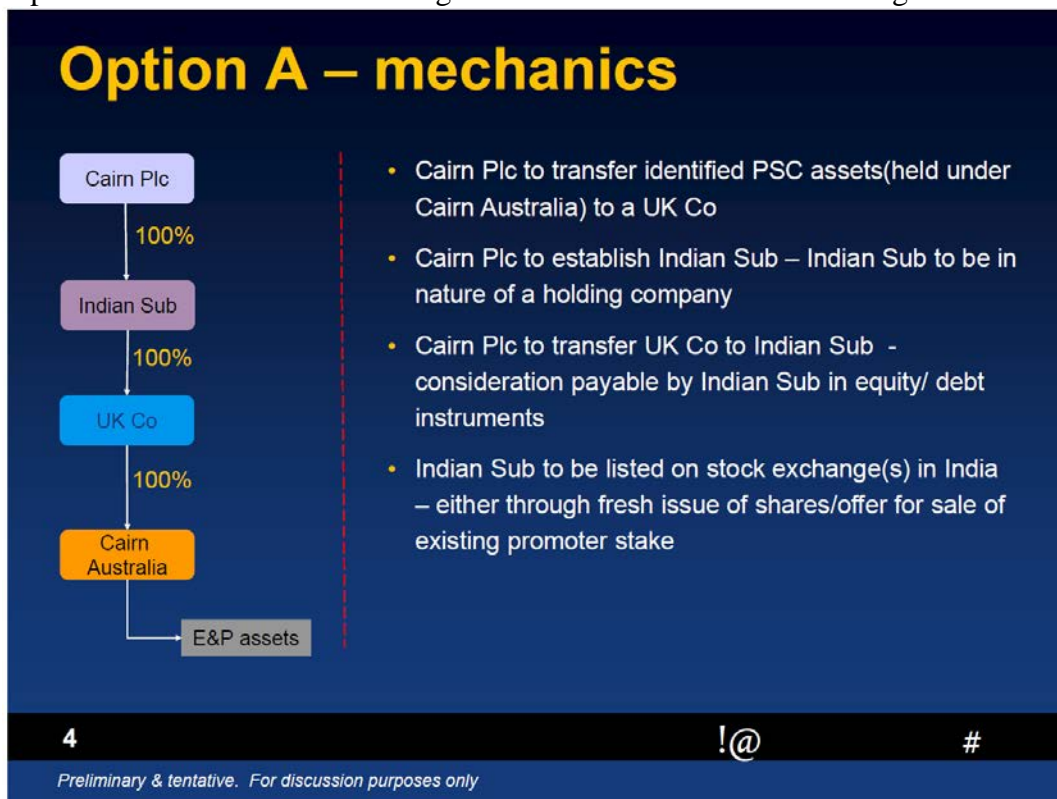 Option A – mechanics
Cairn Plc
100%
Indian Sub
100%
UK Co
100%
Cairn
Australia
E&P assets
• Cairn Plc to transfer identified PSC assets(held under
Cairn Australia) to a UK Co
• Cairn Plc to establish Indian Sub – Indian Sub to be in
nature of a holding company
• Cairn Plc to transfer UK Co to Indian Sub -
consideration payable by Indian Sub in equity/ debt
instruments
• Indian Sub to be listed on stock exchange(s) in India
– either through fresh issue of shares/offer for sale of
existing promoter stake
4
!@
#
Preliminary & tentative. For discussion purposes only